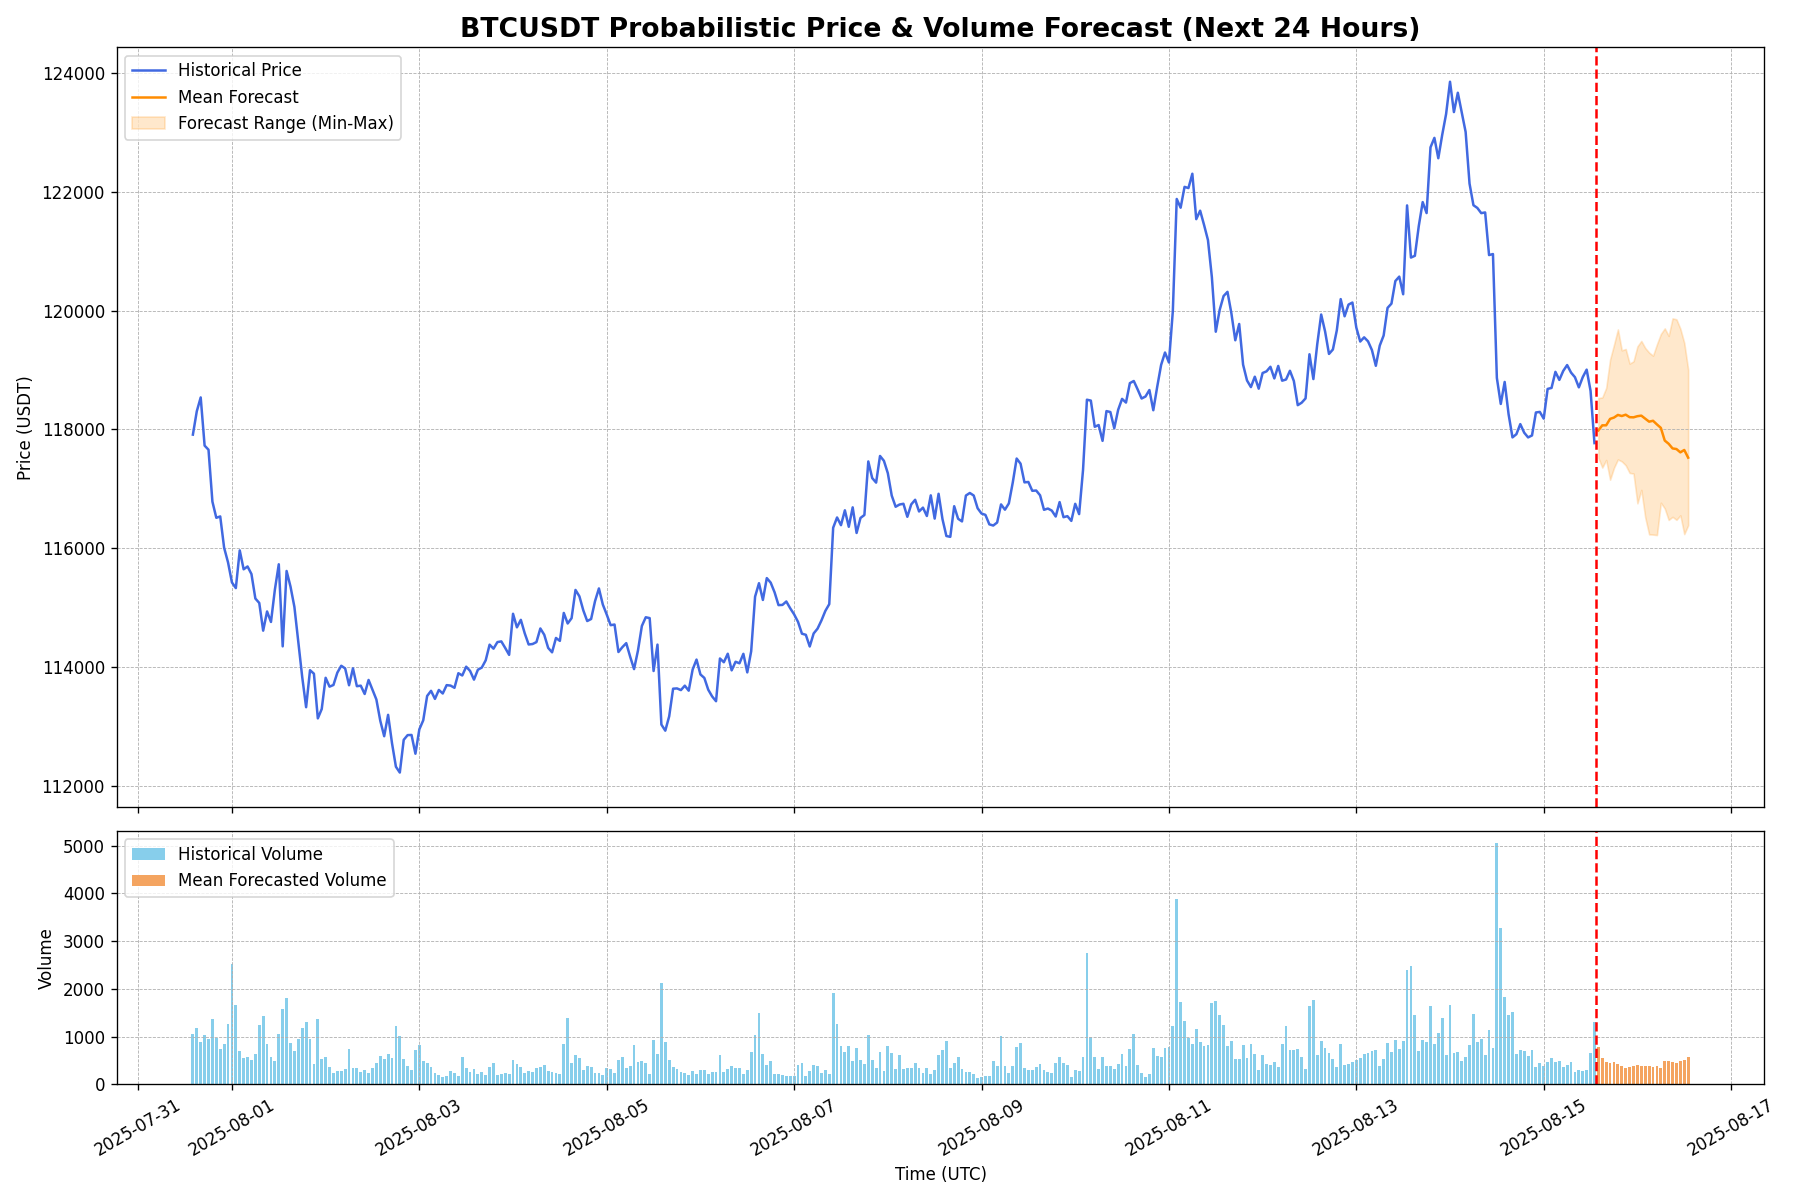 BTCUSDT Probabilistic Price & Volume Forecast (Next 24 Hours)
Historical Price
Mean Forecast
Forecast Range (Min-Max)
124000
122000
120000
118000
116000
114000
112000
Price (USDT)
Historical Volume
Mean Forecasted Volume
5000
4000
3000
2000
1000
0
Volume
2025-07-31
2025-08-01
2025-08-03
2025-08-05
2025-08-07
2025-08-09
2025-08-11
2025-08-13
2025-08-15
2025-08-17
Time (UTC)